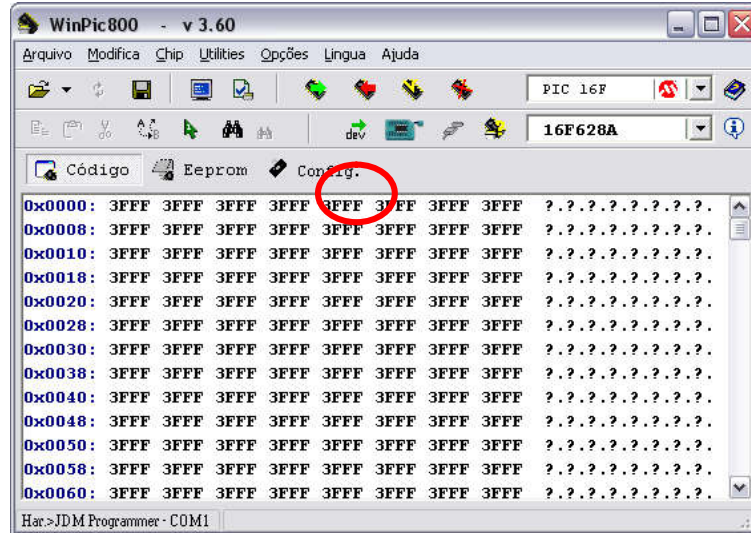 WinPic800 - v 3.60
Arquivo Modifica Chip Utilities Opções Lingua Ajuda
PIC 16F
dev 16F628A
Código Eeprom Config.
0x0000: 3FFF 3FFF 3FFF 3FFF 3FFF 3FFF 3FFF 3FFF ?.?.?.?.?.?.?.?.
0x0008: 3FFF 3FFF 3FFF 3FFF 3FFF 3FFF 3FFF 3FFF ?.?.?.?.?.?.?.?.
0x0010: 3FFF 3FFF 3FFF 3FFF 3FFF 3FFF 3FFF 3FFF ?.?.?.?.?.?.?.?.
0x0018: 3FFF 3FFF 3FFF 3FFF 3FFF 3FFF 3FFF 3FFF ?.?.?.?.?.?.?.?.
0x0020: 3FFF 3FFF 3FFF 3FFF 3FFF 3FFF 3FFF 3FFF ?.?.?.?.?.?.?.?.
0x0028: 3FFF 3FFF 3FFF 3FFF 3FFF 3FFF 3FFF 3FFF ?.?.?.?.?.?.?.?.
0x0030: 3FFF 3FFF 3FFF 3FFF 3FFF 3FFF 3FFF 3FFF ?.?.?.?.?.?.?.?.
0x0038: 3FFF 3FFF 3FFF 3FFF 3FFF 3FFF 3FFF 3FFF ?.?.?.?.?.?.?.?.
0x0040: 3FFF 3FFF 3FFF 3FFF 3FFF 3FFF 3FFF 3FFF ?.?.?.?.?.?.?.?.
0x0048: 3FFF 3FFF 3FFF 3FFF 3FFF 3FFF 3FFF 3FFF ?.?.?.?.?.?.?.?.
0x0050: 3FFF 3FFF 3FFF 3FFF 3FFF 3FFF 3FFF 3FFF ?.?.?.?.?.?.?.?.
0x0058: 3FFF 3FFF 3FFF 3FFF 3FFF 3FFF 3FFF 3FFF ?.?.?.?.?.?.?.?.
0x0060: 3FFF 3FFF 3FFF 3FFF 3FFF 3FFF 3FFF 3FFF ?.?.?.?.?.?.?.?.
Har.>JDM Programmer - COM1